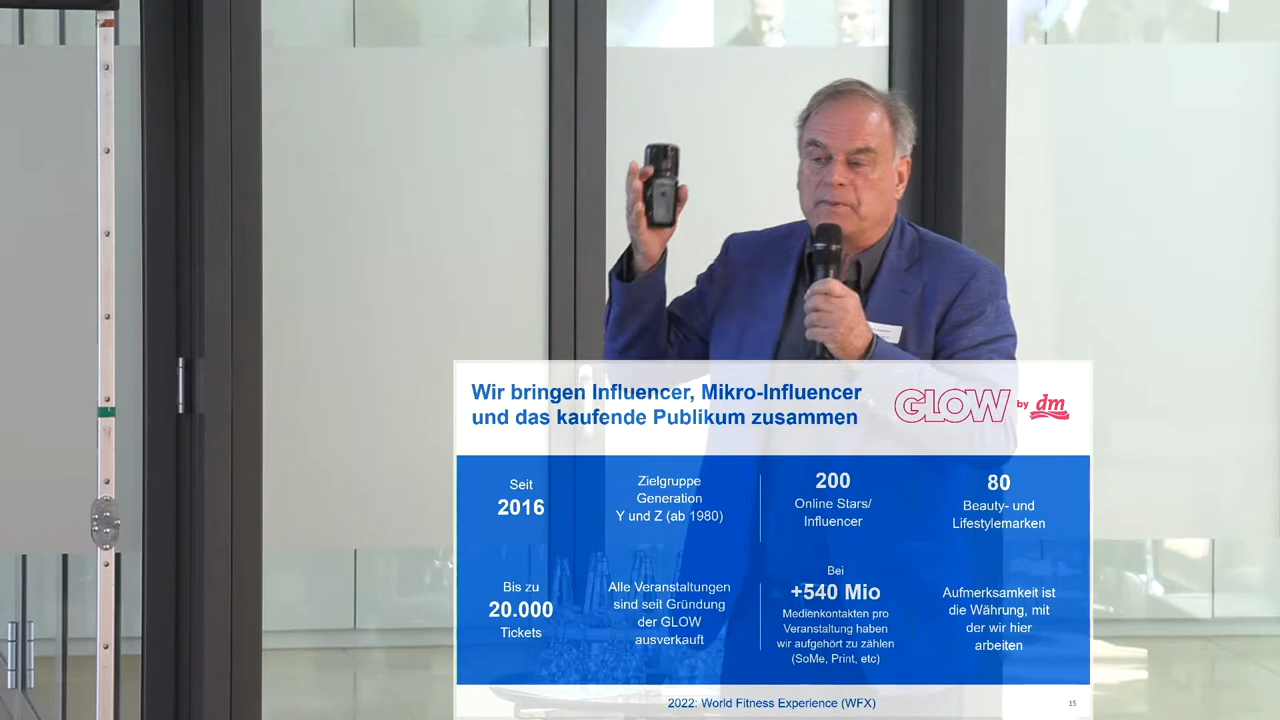 Wir bringen Influencer, Mikro-Influencer
und das kaufende Publikum zusammen
GLOW by dm
Seit
2016
Zielgruppe
Generation
Y und Z (ab 1980)
200
Online Stars/
Influencer
80
Beauty- und
Lifestylemarken
Bis zu
20.000
Tickets
Alle Veranstaltungen
sind seit Gründung
der GLOW
ausverkauft
Bei
+540 Mio
Medienkontakten pro
Veranstaltung haben
wir aufgehört zu zählen
(SoMe, Print, etc)
Aufmerksamkeit ist
die Währung, mit
der wir hier
arbeiten
2022: World Fitness Experience (WFX)
15